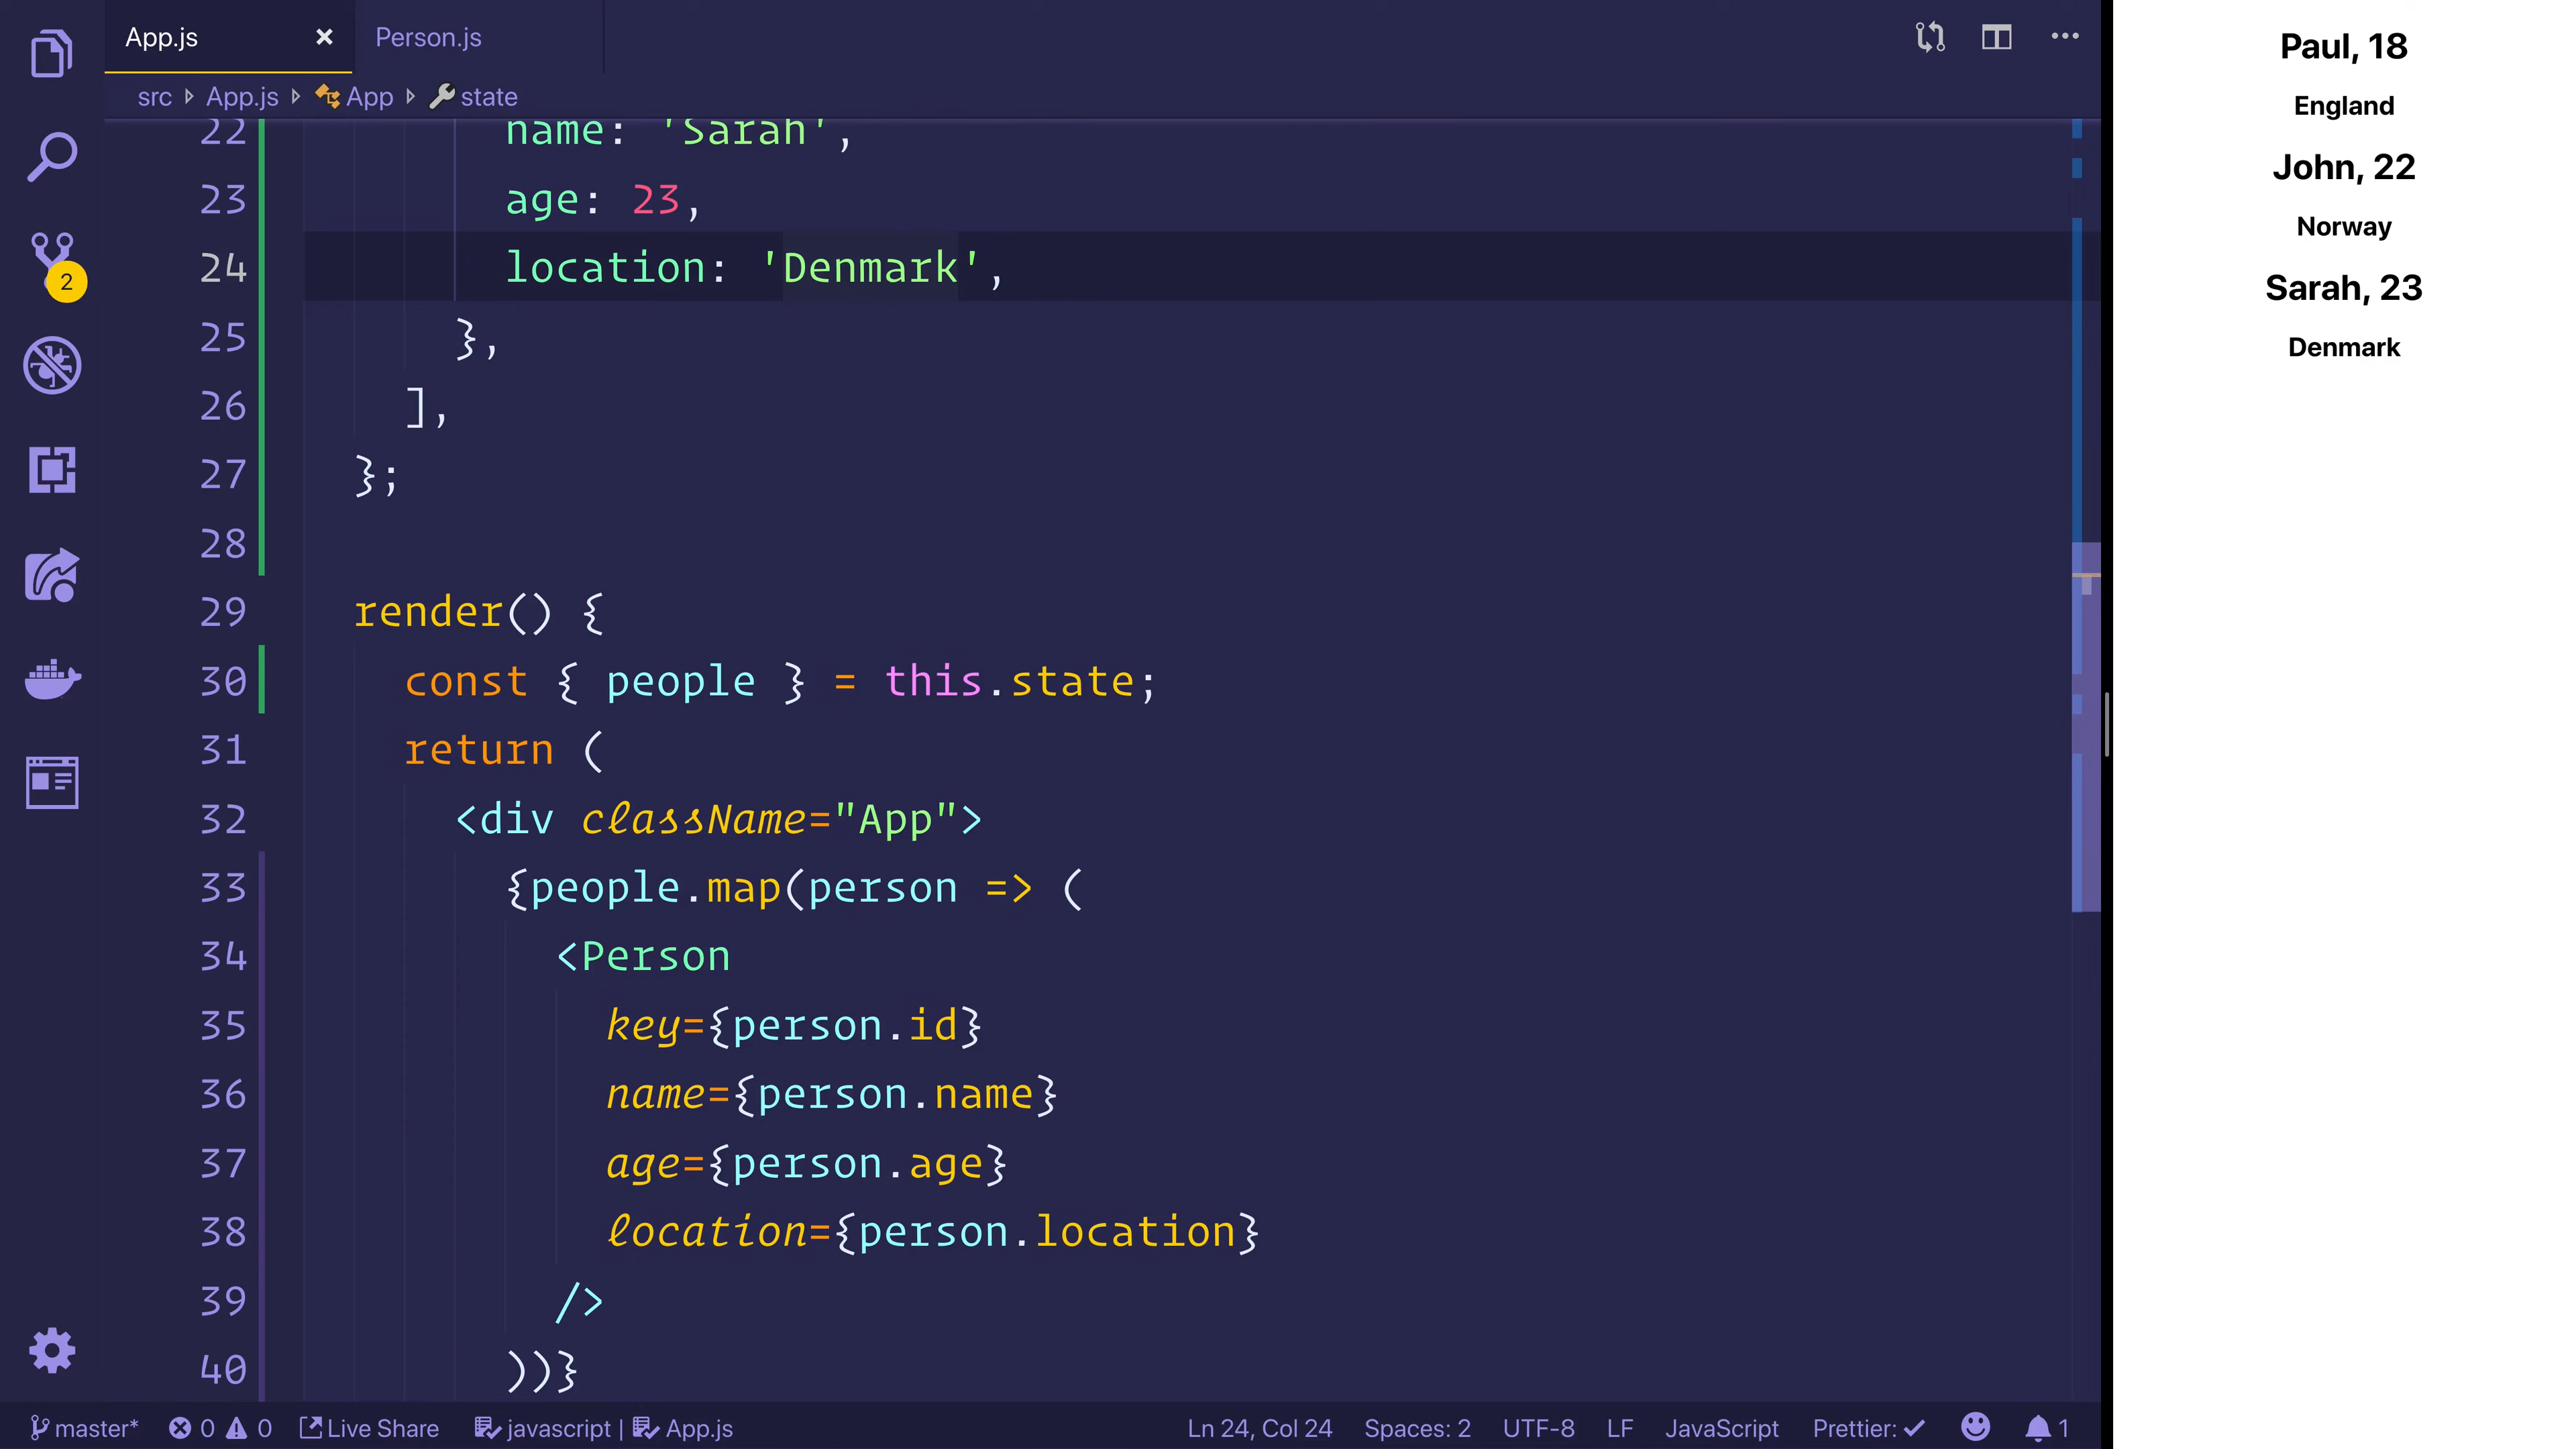 App.js × Person.js
src App.js App state
22 name: 'Sarah',
23 age: 23,
24 location: 'Denmark',
25 },
26 ],
27 };
28
29 render() {
30 const { people } = this.state;
31 return (
32 <div className="App">
33 {people.map(person => (
34 <Person
35 key={person.id}
36 name={person.name}
37 age={person.age}
38 location={person.location}
39 />
40 ))}
2
master* 0 0 Live Share javascript | App.js Ln 24, Col 24 Spaces: 2 UTF-8 LF JavaScript Prettier: ✓ 1
Paul, 18
England
John, 22
Norway
Sarah, 23
Denmark